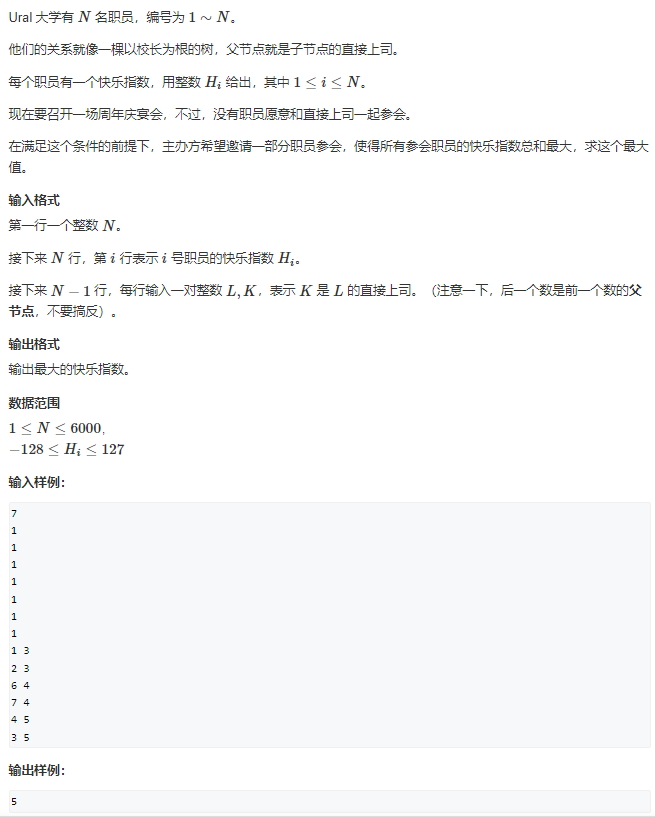 Ural 大学有 N 名职员，编号为 1 ~ N。
他们的关系就像一棵以校长为根的树，父节点就是子节点的直接上司。
每个职员有一个快乐指数，用整数 Hᵢ 给出，其中 1 ≤ i ≤ N。
现在要召开一场周年庆宴会，不过，没有职员愿意和直接上司一起参会。
在满足这个条件的前提下，主办方希望邀请一部分职员参会，使得所有参会职员的快乐指数总和最大，求这个最大
值。
输入格式
第一行一个整数 N。
接下来 N 行，第 i 行表示 i 号职员的快乐指数 Hᵢ。
接下来 N − 1 行，每行输入一对整数 L, K，表示 K 是 L 的直接上司。（注意一下，后一个数是前一个数的父
节点，不要搞反）。
输出格式
输出最大的快乐指数。
数据范围
1 ≤ N ≤ 6000,
−128 ≤ Hᵢ ≤ 127
输入样例：
7
1
1
1
1
1
1
1
1 3
2 3
6 4
7 4
4 5
3 5
输出样例：
5